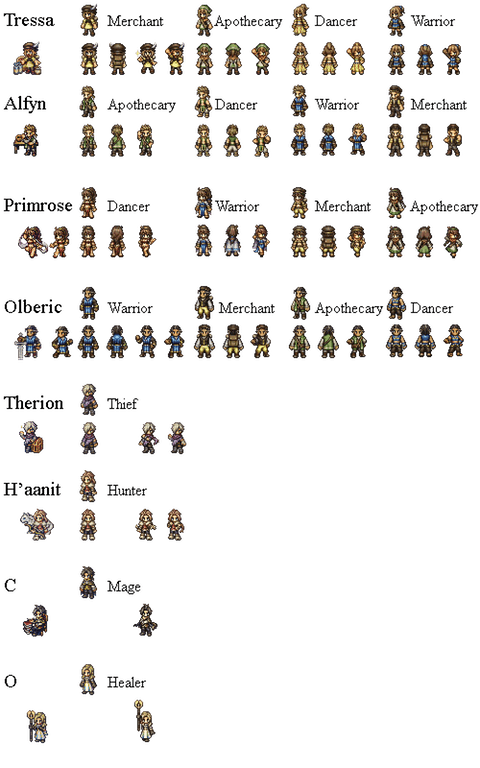 Tressa Merchant Apothecary Dancer Warrior
Alfyn Apothecary Dancer Warrior Merchant
Primrose Dancer Warrior Merchant Apothecary
Olberic Warrior Merchant Apothecary Dancer
Therion Thief
H'aanit Hunter
C Mage
O Healer